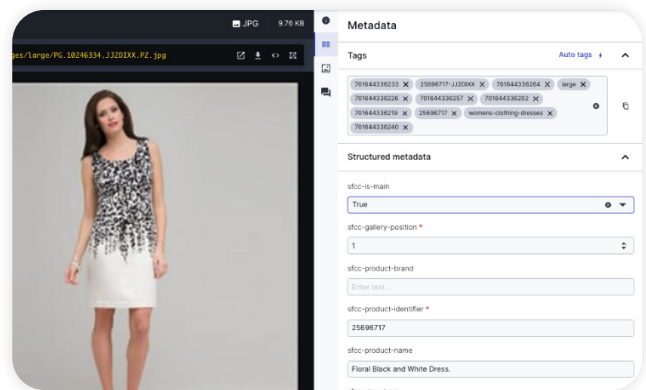 JPG 9.76 KB
ges/large/PG.10246334.JJ2DIXX.PZ.jpg
Metadata
Tags
Auto tags
701644336233 25696717-JJ2DIXX 701644336264 large
701644336226 701644336257 701644336202
701644336219 25696717 womens-clothing-dresses
701644336240
Structured metadata
sfcc-is-main
True
sfcc-gallery-position *
1
sfcc-product-brand
Enter text...
sfcc-product-identifier *
25696717
sfcc-product-name
Floral Black and White Dress.